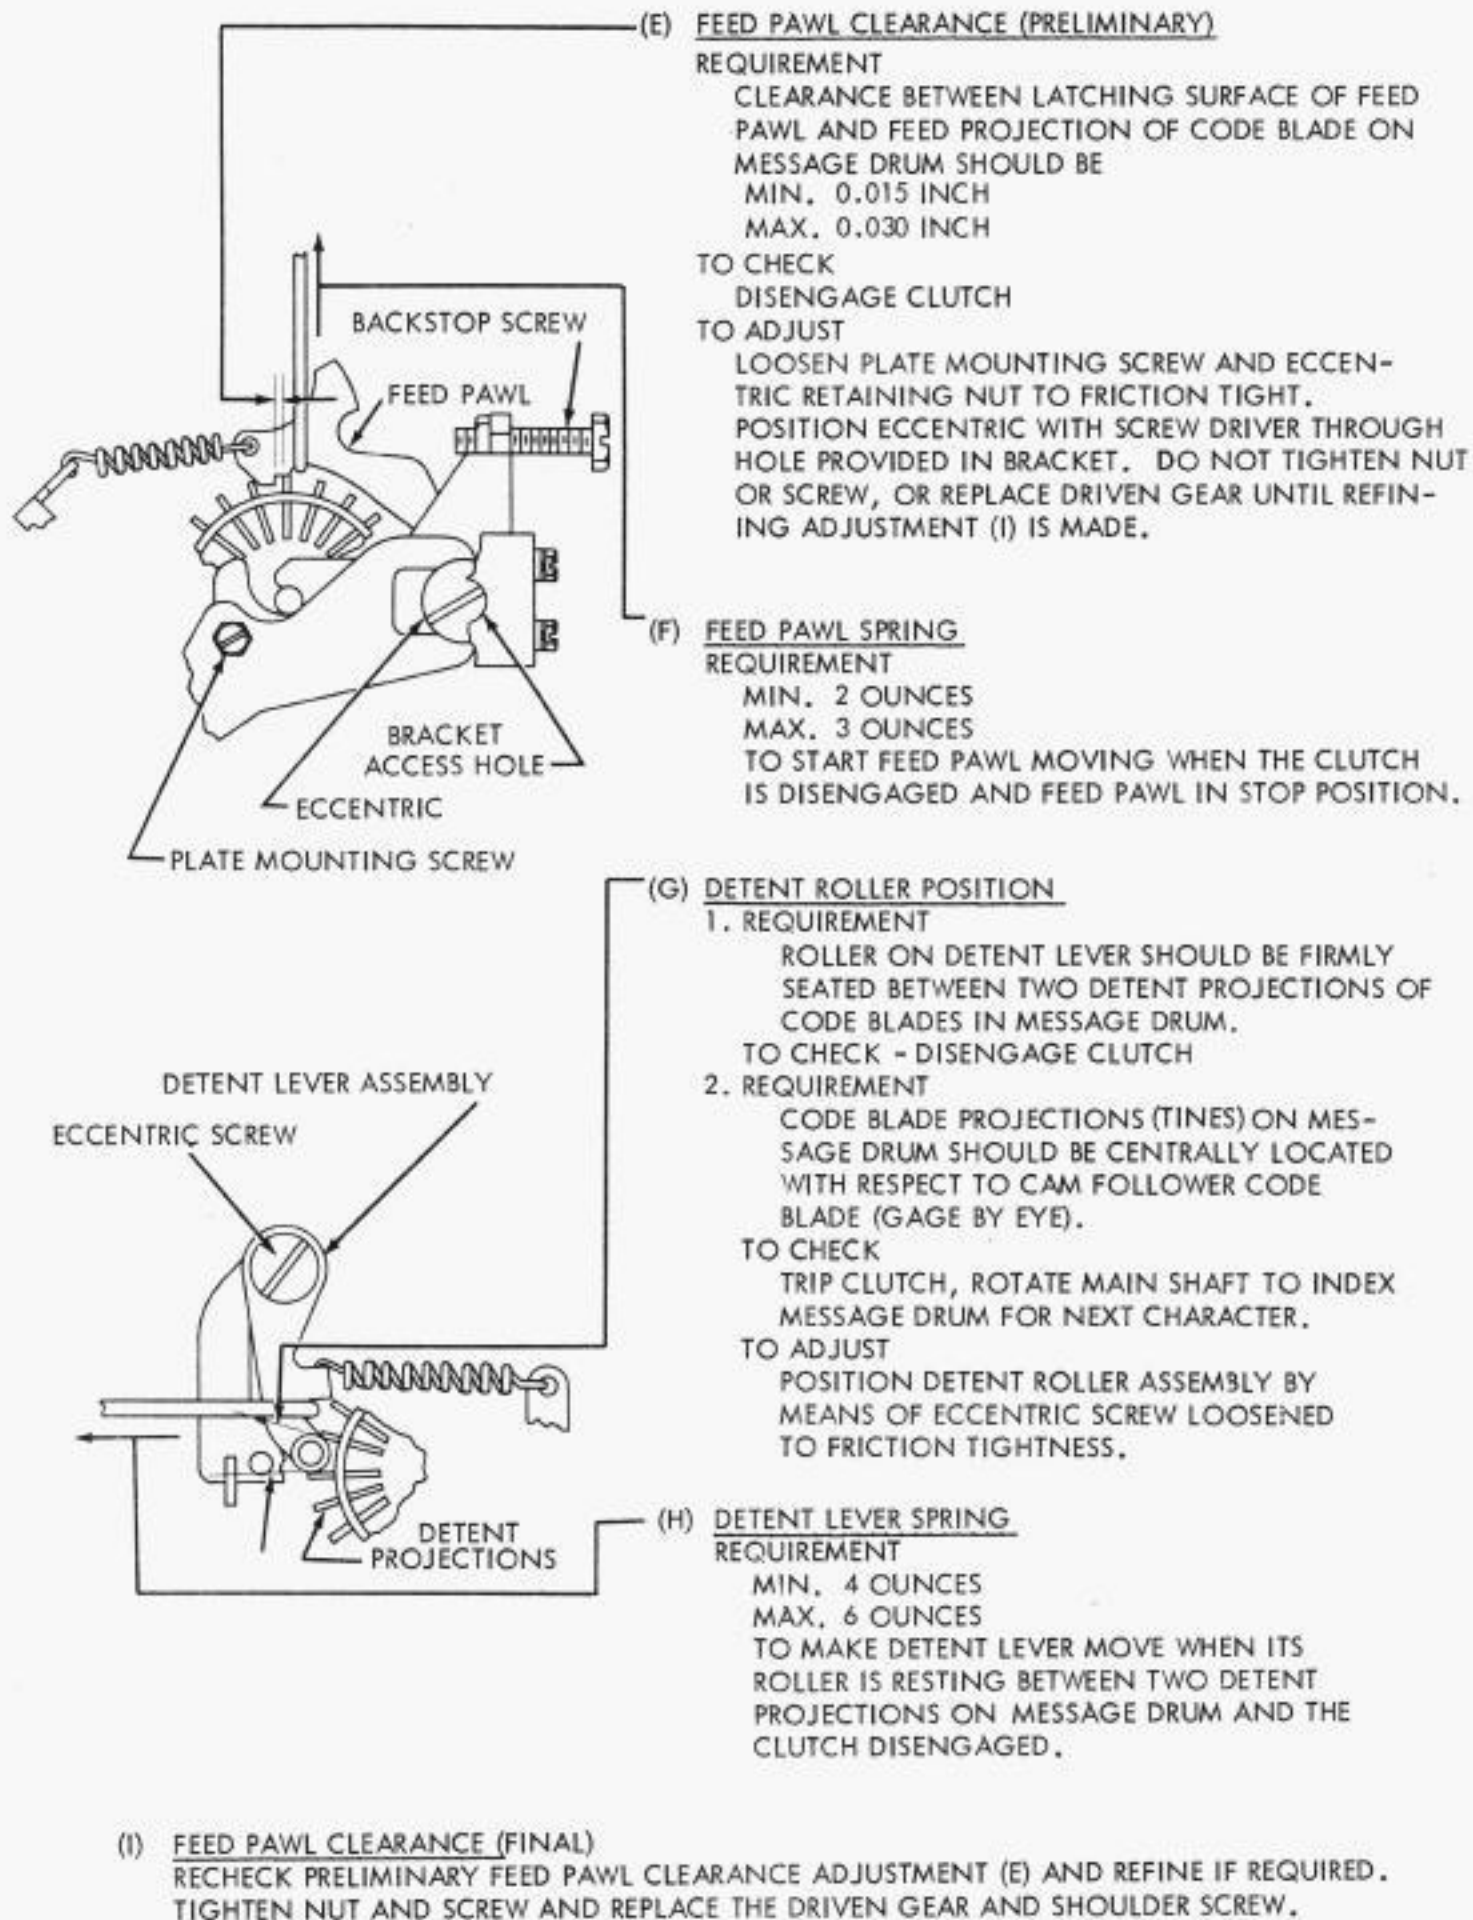 (E) FEED PAWL CLEARANCE (PRELIMINARY)
REQUIREMENT
CLEARANCE BETWEEN LATCHING SURFACE OF FEED
PAWL AND FEED PROJECTION OF CODE BLADE ON
MESSAGE DRUM SHOULD BE
MIN. 0.015 INCH
MAX. 0.030 INCH
TO CHECK
DISENGAGE CLUTCH
TO ADJUST
LOOSEN PLATE MOUNTING SCREW AND ECCEN-
TRIC RETAINING NUT TO FRICTION TIGHT.
POSITION ECCENTRIC WITH SCREW DRIVER THROUGH
HOLE PROVIDED IN BRACKET. DO NOT TIGHTEN NUT
OR SCREW, OR REPLACE DRIVEN GEAR UNTIL REFIN-
ING ADJUSTMENT (I) IS MADE.
BACKSTOP SCREW
FEED PAWL
BRACKET
ACCESS HOLE
ECCENTRIC
PLATE MOUNTING SCREW
(F) FEED PAWL SPRING
REQUIREMENT
MIN. 2 OUNCES
MAX. 3 OUNCES
TO START FEED PAWL MOVING WHEN THE CLUTCH
IS DISENGAGED AND FEED PAWL IN STOP POSITION.
(G) DETENT ROLLER POSITION
1. REQUIREMENT
ROLLER ON DETENT LEVER SHOULD BE FIRMLY
SEATED BETWEEN TWO DETENT PROJECTIONS OF
CODE BLADES IN MESSAGE DRUM.
TO CHECK - DISENGAGE CLUTCH
2. REQUIREMENT
CODE BLADE PROJECTIONS (TINES) ON MES-
SAGE DRUM SHOULD BE CENTRALLY LOCATED
WITH RESPECT TO CAM FOLLOWER CODE
BLADE (GAGE BY EYE).
TO CHECK
TRIP CLUTCH, ROTATE MAIN SHAFT TO INDEX
MESSAGE DRUM FOR NEXT CHARACTER.
TO ADJUST
POSITION DETENT ROLLER ASSEMBLY BY
MEANS OF ECCENTRIC SCREW LOOSENED
TO FRICTION TIGHTNESS.
DETENT LEVER ASSEMBLY
ECCENTRIC SCREW
DETENT
PROJECTIONS
(H) DETENT LEVER SPRING
REQUIREMENT
MIN. 4 OUNCES
MAX. 6 OUNCES
TO MAKE DETENT LEVER MOVE WHEN ITS
ROLLER IS RESTING BETWEEN TWO DETENT
PROJECTIONS ON MESSAGE DRUM AND THE
CLUTCH DISENGAGED.
(I) FEED PAWL CLEARANCE (FINAL)
RECHECK PRELIMINARY FEED PAWL CLEARANCE ADJUSTMENT (E) AND REFINE IF REQUIRED.
TIGHTEN NUT AND SCREW AND REPLACE THE DRIVEN GEAR AND SHOULDER SCREW.